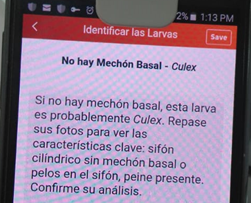 2% 1:13 PM
Identificar las Larvas
Save
No hay Mechón Basal - Culex
Si no hay mechón basal, esta larva
es probablemente Culex. Repase
sus fotos para ver las
características clave: sifón
cilíndrico sin mechón basal o
pelos en el sifón, peine presente.
Confirme su análisis.